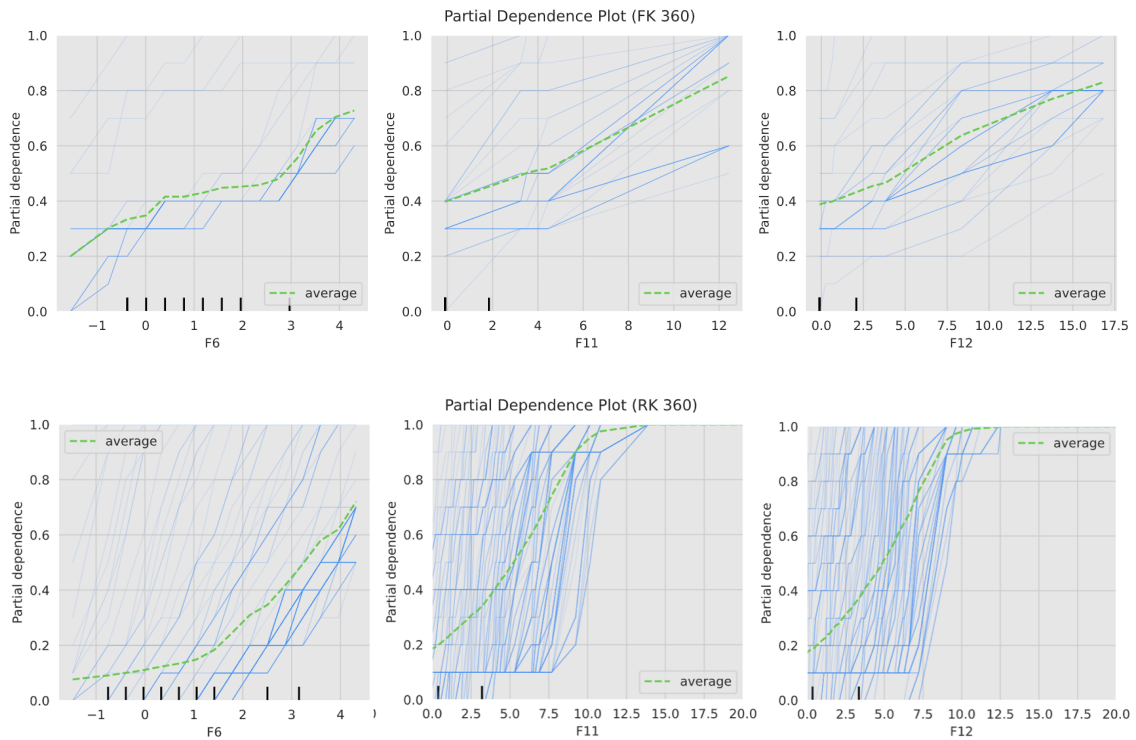 Partial Dependence Plot (FK 360)
1.0 1.0 1.0
0.8 0.8 0.8
0.6 0.6 0.6
Partial dependence Partial dependence Partial dependence
0.4 0.4 0.4
0.2 0.2 0.2
average average average
0.0 0.0 0.0
−1 0 1 2 3 4 0 2 4 6 8 10 12 0.0 2.5 5.0 7.5 10.0 12.5 15.0 17.5
F6 F11 F12
Partial Dependence Plot (RK 360)
1.0 1.0 1.0
average average
0.8 0.8 0.8
0.6 0.6 0.6
Partial dependence Partial dependence Partial dependence
0.4 0.4 0.4
0.2 0.2 0.2
average
0.0 0.0 0.0
−1 0 1 2 3 4 0.0 2.5 5.0 7.5 10.0 12.5 15.0 17.5 20.0 0.0 2.5 5.0 7.5 10.0 12.5 15.0 17.5 20.0
F6 F11 F12